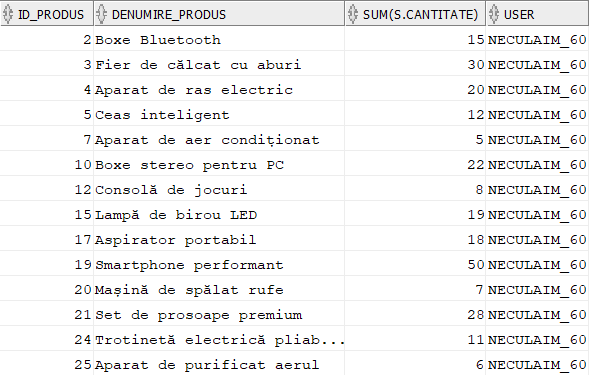 ID_PRODUS DENUMIRE_PRODUS SUM(S.CANTITATE) USER
2 Boxe Bluetooth 15 NECULAIM_60
3 Fier de călcat cu aburi 30 NECULAIM_60
4 Aparat de ras electric 20 NECULAIM_60
5 Ceas inteligent 12 NECULAIM_60
7 Aparat de aer condiționat 5 NECULAIM_60
10 Boxe stereo pentru PC 22 NECULAIM_60
12 Consolă de jocuri 8 NECULAIM_60
15 Lampă de birou LED 19 NECULAIM_60
17 Aspirator portabil 18 NECULAIM_60
19 Smartphone performant 50 NECULAIM_60
20 Mașină de spălat rufe 7 NECULAIM_60
21 Set de prosoape premium 28 NECULAIM_60
24 Trotinetă electrică pliab... 11 NECULAIM_60
25 Aparat de purificat aerul 6 NECULAIM_60